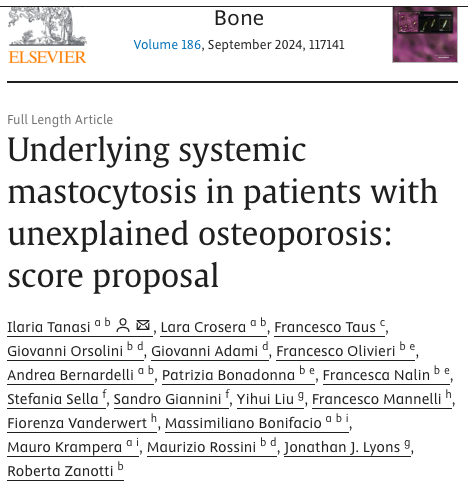 Bone
ELSEVIER
Volume 186, September 2024, 117141
Full Length Article
Underlying systemic
mastocytosis in patients with
unexplained osteoporosis:
score proposal
Ilaria Tanasi a b, Lara Crosera a b, Francesco Taus c,
Giovanni Orsolini b d, Giovanni Adami d, Francesco Olivieri b e,
Andrea Bernardelli a b, Patrizia Bonadonna b e, Francesca Nalin b e,
Stefania Sella f, Sandro Giannini f, Yihui Liu g, Francesco Mannelli h,
Fiorenza Vanderwert h, Massimiliano Bonifacio a b i,
Mauro Krampera a i, Maurizio Rossini b d, Jonathan J. Lyons g,
Roberta Zanotti b